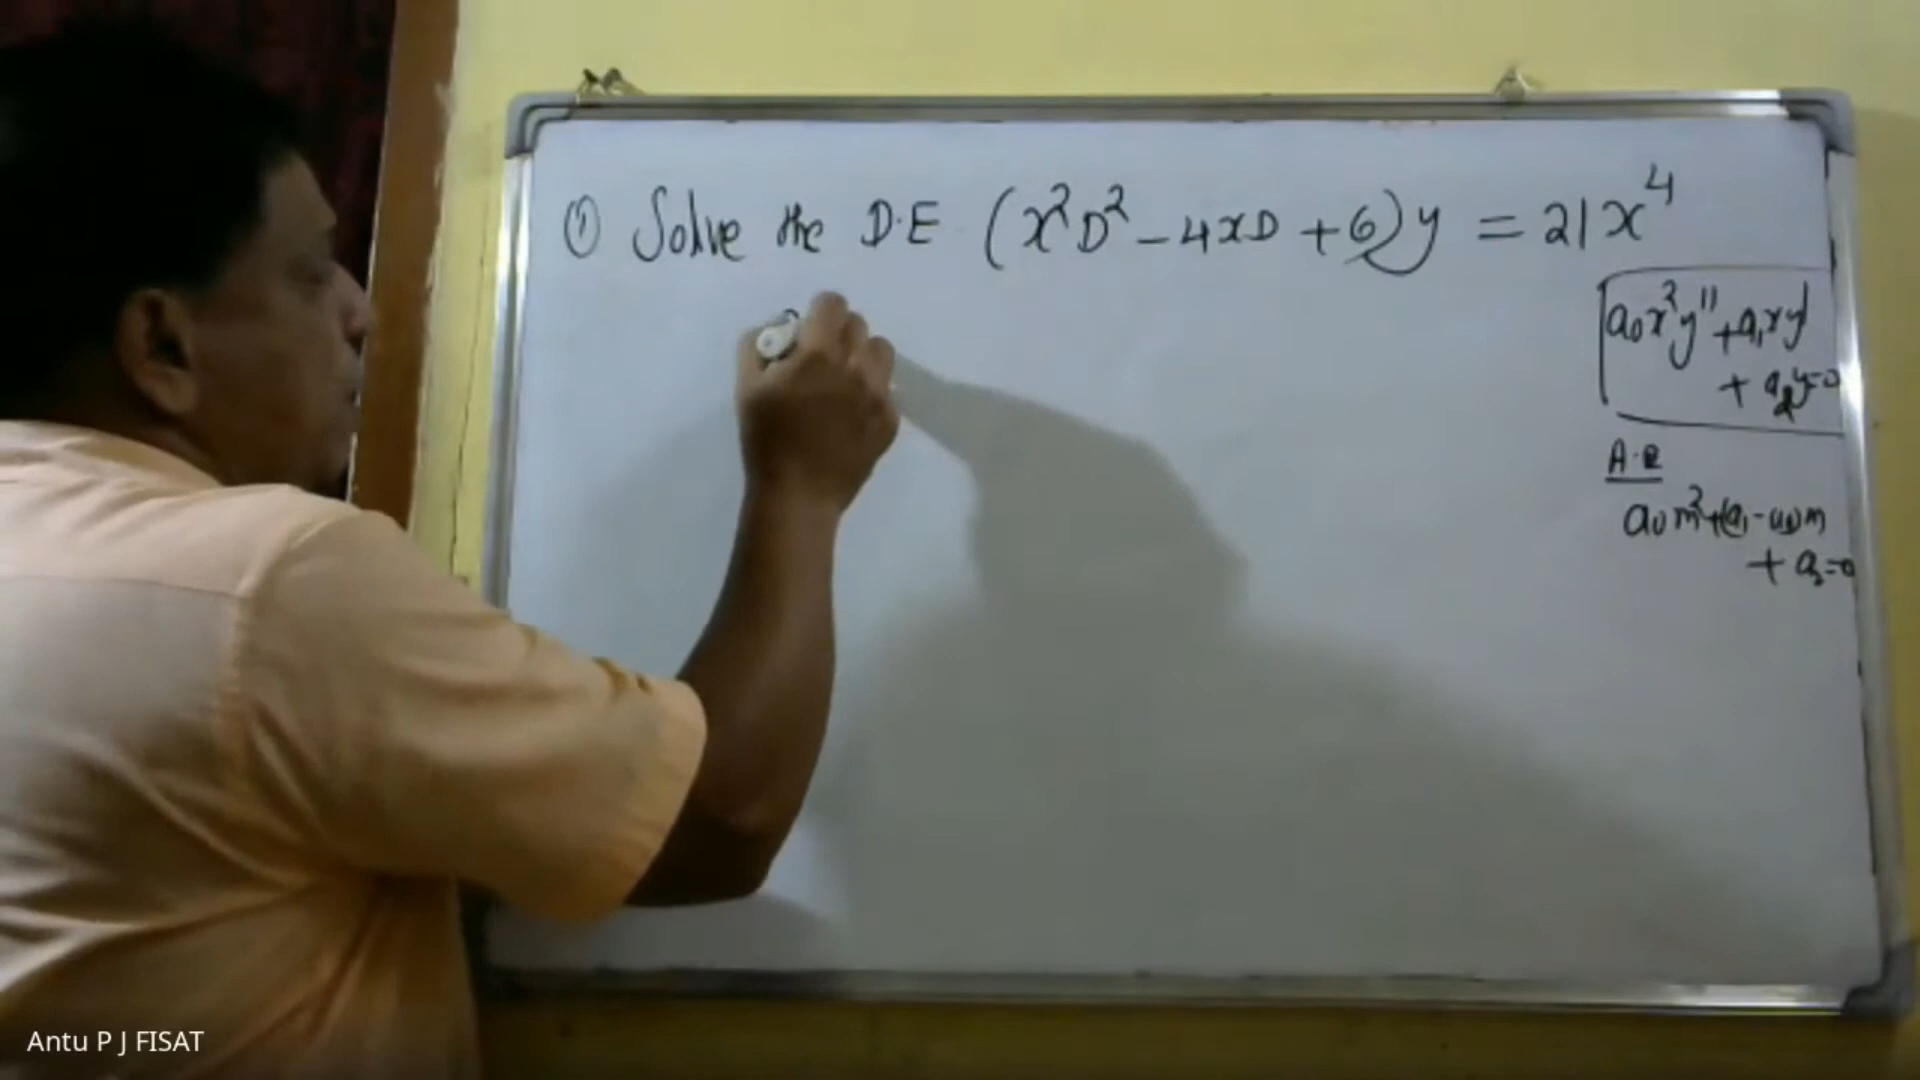 ① Solve the D.E (x²D² - 4xD + 6)y = 21x⁴
a₀x²y'' + a₁xy'
+ a₂y = 0
A.E
a₀m² + (a₁ - a₀)m
+ a₂ = 0
Antu P J FISAT